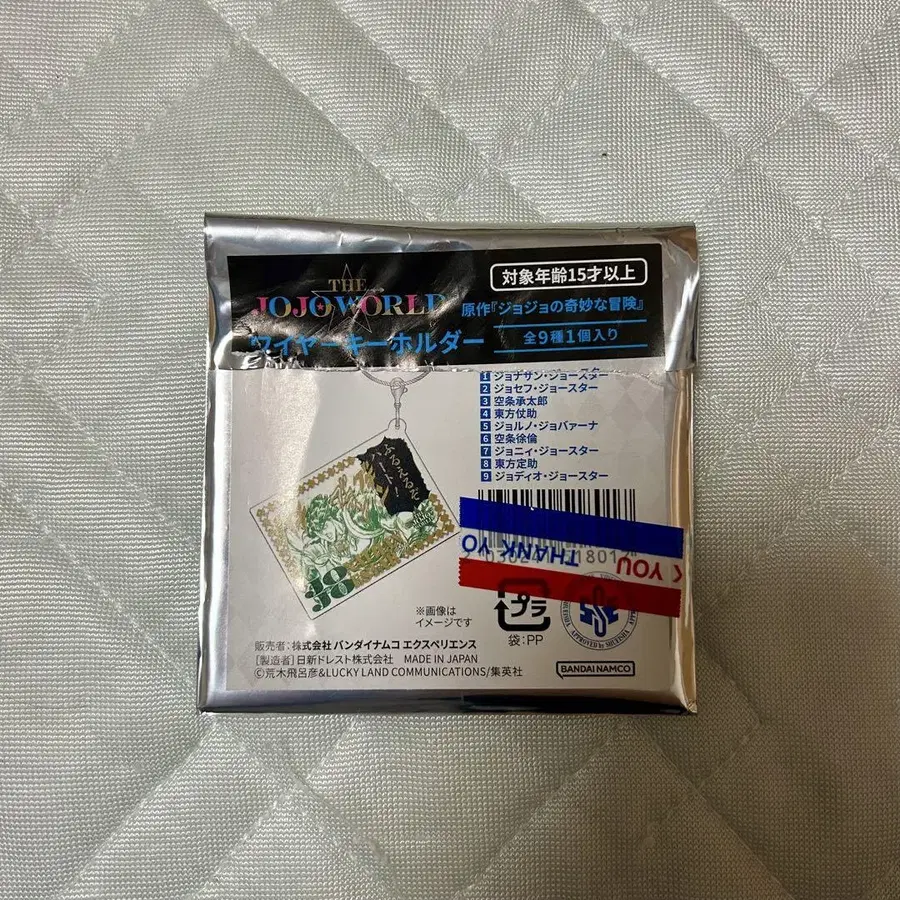 対象年齢15才以上
THE
JOJOWORLD
原作『ジョジョの奇妙な冒険』
ワイヤーキーホルダー
全9種1個入り
1 ジョナサン・ジョースター
2 ジョセフ・ジョースター
3 空条承太郎
4 東方仗助
5 ジョルノ・ジョバァーナ
6 空条徐倫
7 ジョニィ・ジョースター
8 東方定助
9 ジョディオ・ジョースター
ふるえるぞ
ハート!
THANK YO
K YOU
※画像は
イメージです
プラ
袋:PP
販売者:株式会社 バンダイナムコ エクスペリエンス
[製造者]日新ドレスト株式会社 MADE IN JAPAN
©荒木飛呂彦&LUCKY LAND COMMUNICATIONS/集英社
BANDAI NAMCO